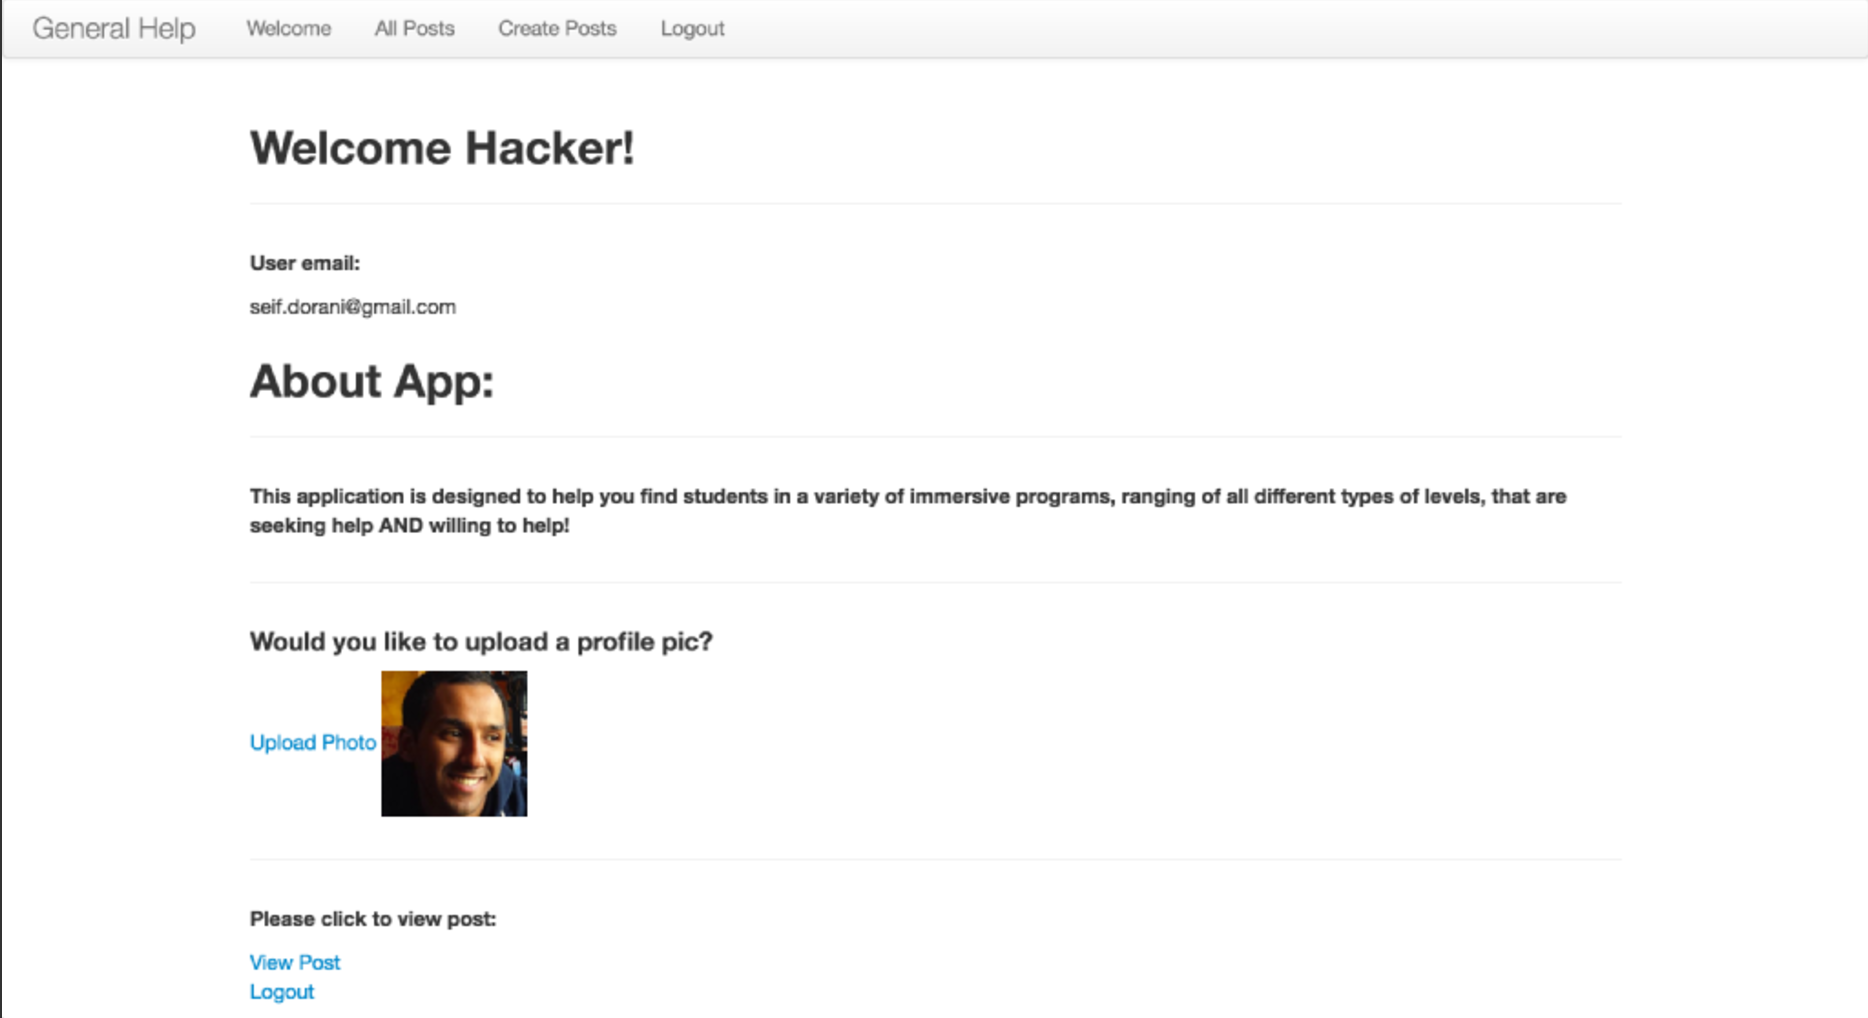 General Help Welcome All Posts Create Posts Logout
Welcome Hacker!
User email:
seif.dorani@gmail.com
About App:
This application is designed to help you find students in a variety of immersive programs, ranging of all different types of levels, that are
seeking help AND willing to help!
Would you like to upload a profile pic?
Upload Photo
Please click to view post:
View Post
Logout